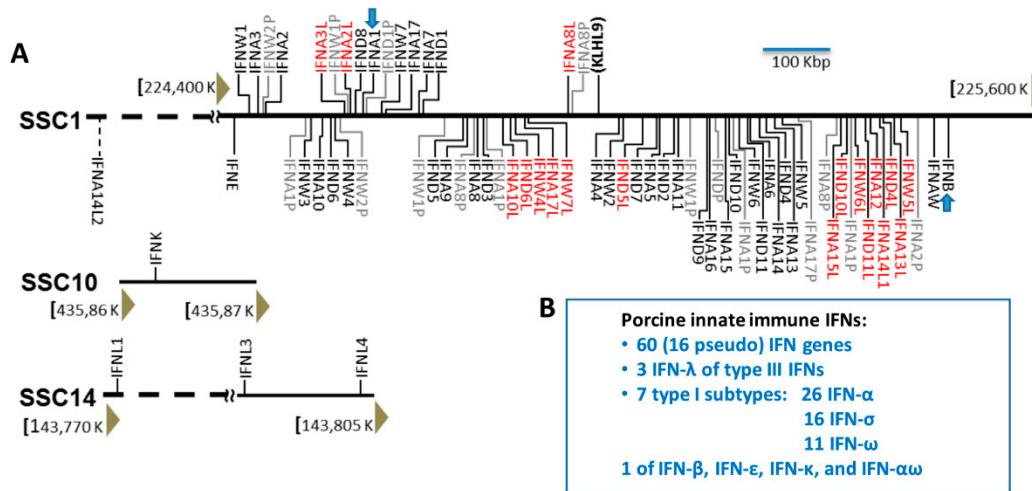 A
IFNW1
IFNA3
IFNW2P
IFNA2
IFNA3L
IFNW1P
IFNA2L
IFND8
IFNA1
IFND1P
IFNW7
IFNA17
IFNA7
IFND1
IFNA8L
IFNA8P
(KLHL9)
100 Kbp
[224,400 K
[225,600 K
SSC1
IFNA14L2
IFNE
IFNA1P
IFNW3
IFNA10
IFND6
IFNW4
IFNW2P
IFNW1P
IFND5
IFNA9
IFNA8P
IFNA8
IFND3
IFNA1P
IFNA10L
IFND6L
IFNW4L
IFNA17L
IFNW7L
IFNA4
IFNW2
IFND5L
IFND7
IFNA5
IFND2
IFNA11
IFNW1P
IFND9
IFNA16
IFNDP
IFNA15
IFND10
IFNA1P
IFNW6
IFND11
IFNA6
IFNA14
IFND4
IFNA13
IFNW5
IFNA17P
IFNA8P
IFNA15L
IFND10L
IFNA1P
IFNW6L
IFND11L
IFNA12
IFNA14L1
IFND4L
IFNA13L
IFNW5L
IFNA2P
IFNAW
IFNB
IFNK
SSC10
[435,86 K
[435,87 K
IFNL1
IFNL3
IFNL4
SSC14
[143,770 K
[143,805 K
B
Porcine innate immune IFNs:
• 60 (16 pseudo) IFN genes
• 3 IFN-λ of type III IFNs
• 7 type I subtypes: 26 IFN-α
16 IFN-σ
11 IFN-ω
1 of IFN-β, IFN-ε, IFN-κ, and IFN-αω